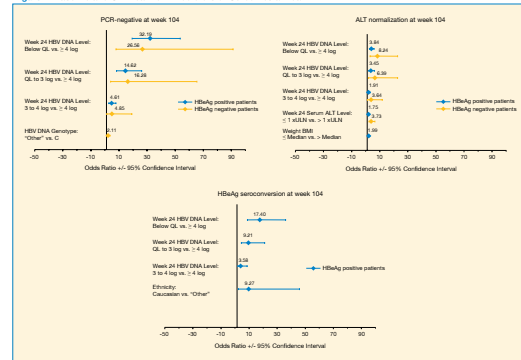 PCR-negative at week 104
32.19
Week 24 HBV DNA Level:
Below QL vs. ≥ 4 log
26.56
14.62
Week 24 HBV DNA Level:
QL to 3 log vs. ≥ 4 log
16.28
4.61
Week 24 HBV DNA Level:
3 to 4 log vs. ≥ 4 log
4.85
HBV DNA Genotype:
"Other" vs. C
2.11
HBeAg positive patients
HBeAg negative patients
-50 -30 -10 10 30 50 70 90
Odds Ratio +/- 95% Confidence Interval
ALT normalization at week 104
3.84
Week 24 HBV DNA Level:
Below QL vs. ≥ 4 log
8.24
3.45
Week 24 HBV DNA Level:
QL to 3 log vs. ≥ 4 log
6.39
1.91
Week 24 HBV DNA Level:
3 to 4 log vs. ≥ 4 log
3.64
1.75
Week 24 Serum ALT Level:
≤ 1 xULN vs. > 1 xULN
3.73
Weight BMI
≤ Median vs. > Median
1.99
HBeAg positive patients
HBeAg negative patients
-50 -30 -10 10 30 50 70 90
Odds Ratio +/- 95% Confidence Interval
HBeAg seroconversion at week 104
17.40
Week 24 HBV DNA Level:
Below QL vs. ≥ 4 log
9.21
Week 24 HBV DNA Level:
QL to 3 log vs. ≥ 4 log
3.58
Week 24 HBV DNA Level:
3 to 4 log vs. ≥ 4 log
9.27
Ethnicity:
Caucasian vs. "Other"
HBeAg positive patients
-50 -30 -10 10 30 50 70 90
Odds Ratio +/- 95% Confidence Interval